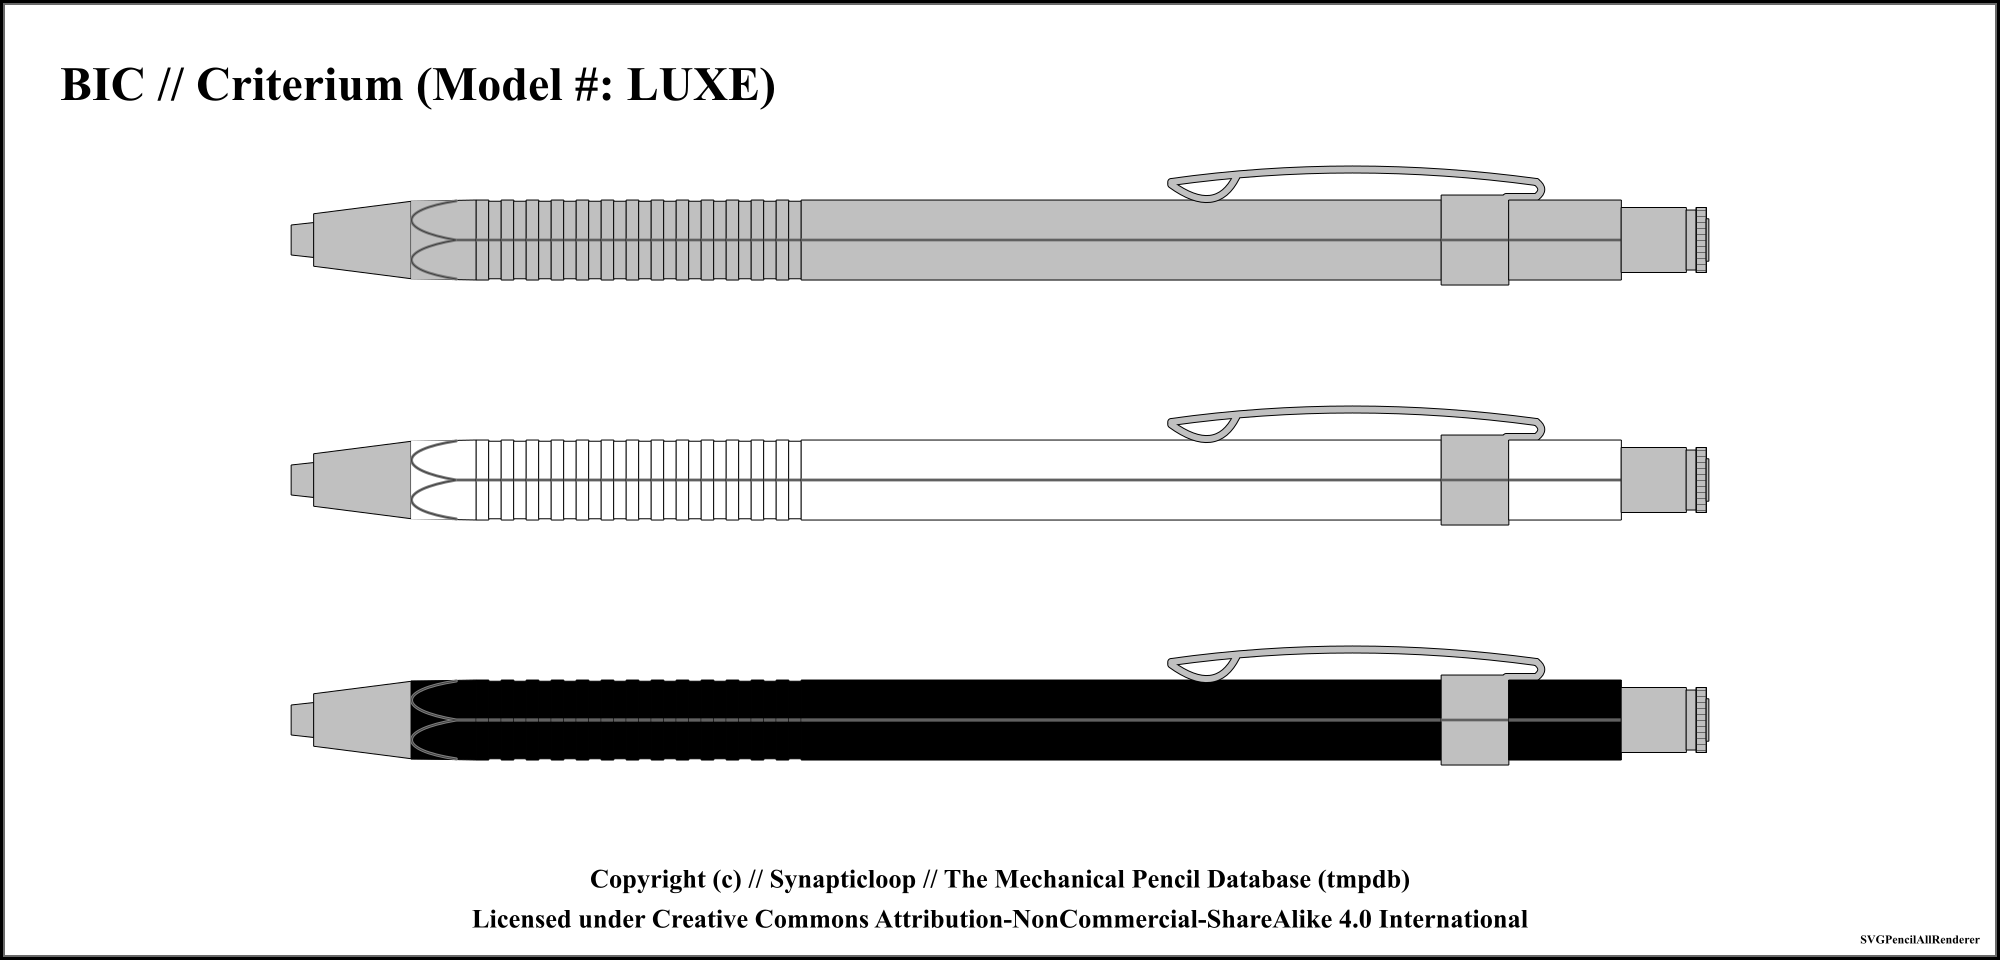 BIC // Criterium (Model #: LUXE)
Copyright (c) // Synapticloop // The Mechanical Pencil Database (tmpdb)
Licensed under Creative Commons Attribution-NonCommercial-ShareAlike 4.0 International
SVGPencilAllRenderer